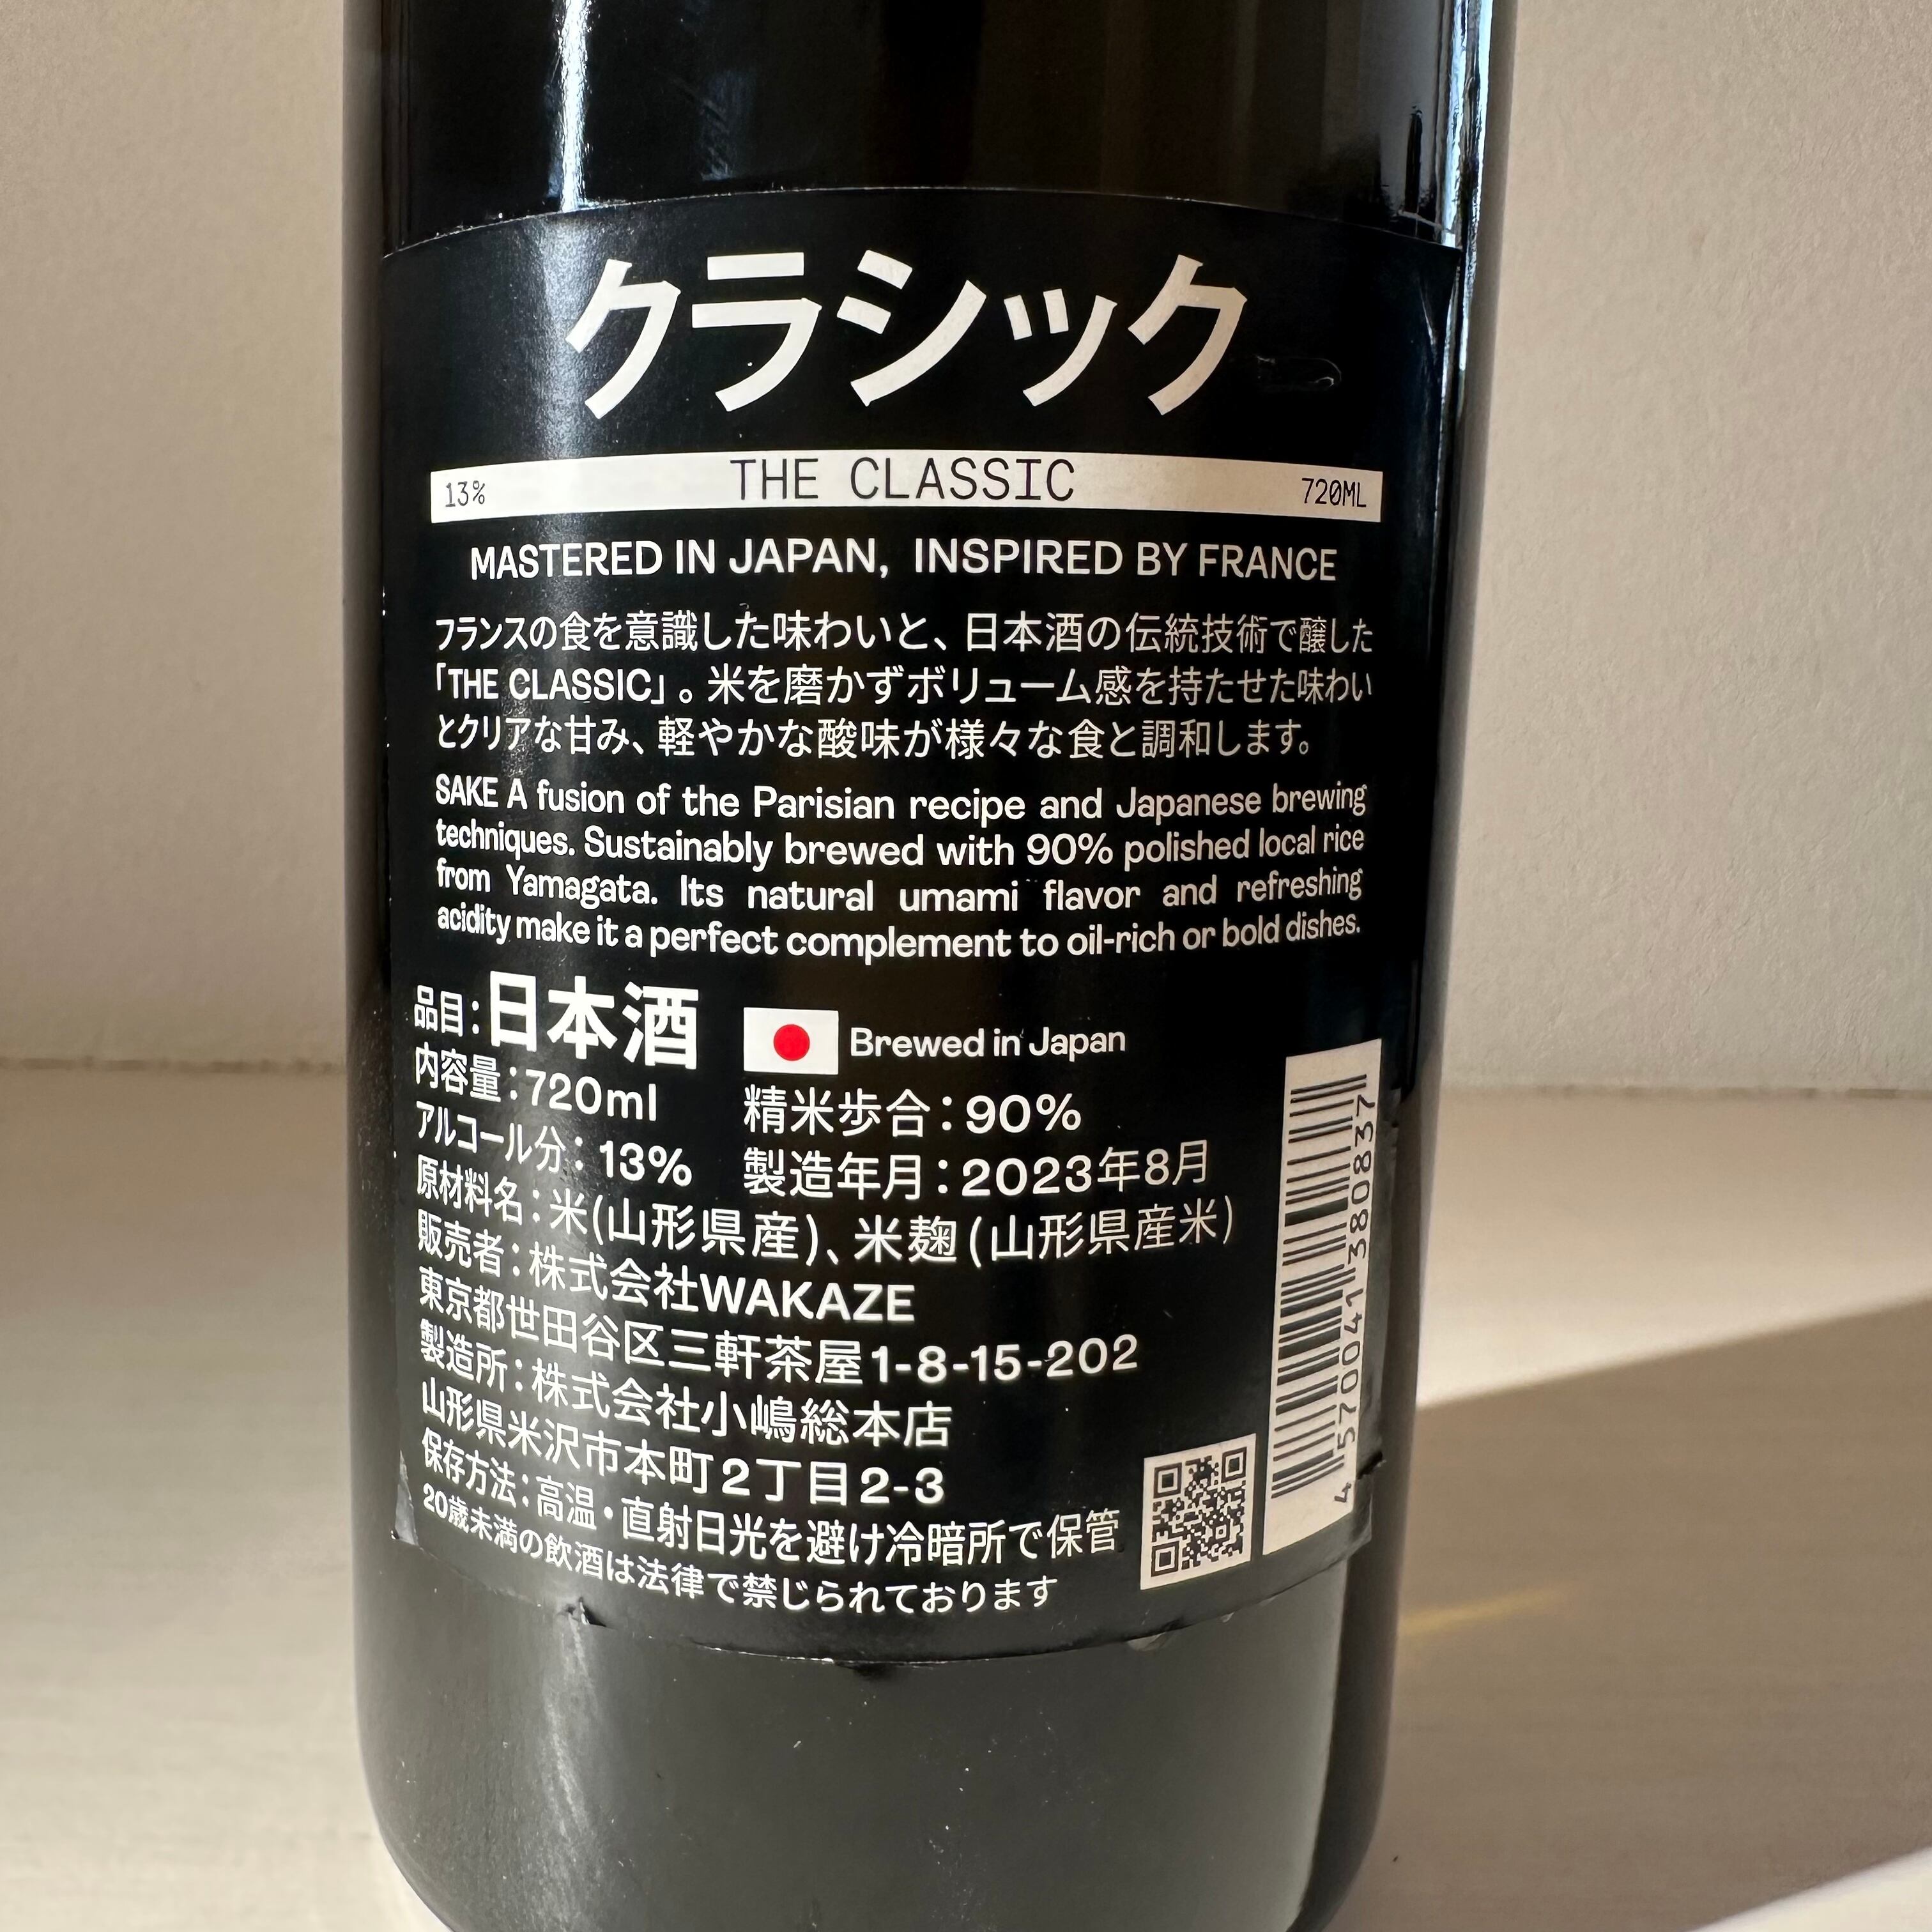 クラシック
13% THE CLASSIC 720ML
MASTERED IN JAPAN, INSPIRED BY FRANCE
フランスの食を意識した味わいと、日本酒の伝統技術で醸した
「THE CLASSIC」。米を磨かずボリューム感を持たせた味わい
とクリアな甘み、軽やかな酸味が様々な食と調和します。
SAKE A fusion of the Parisian recipe and Japanese brewing
techniques. Sustainably brewed with 90% polished local rice
from Yamagata. Its natural umami flavor and refreshing
acidity make it a perfect complement to oil-rich or bold dishes.
品目：日本酒 Brewed in Japan
内容量：720ml 精米歩合：90%
アルコール分：13% 製造年月：2023年8月
原材料名：米(山形県産)、米麹(山形県産米)
販売者：株式会社WAKAZE
東京都世田谷区三軒茶屋1-8-15-202
製造所：株式会社小嶋総本店
山形県米沢市本町2丁目2-3
保存方法：高温・直射日光を避け冷暗所で保管
20歳未満の飲酒は法律で禁じられております
4570041380837